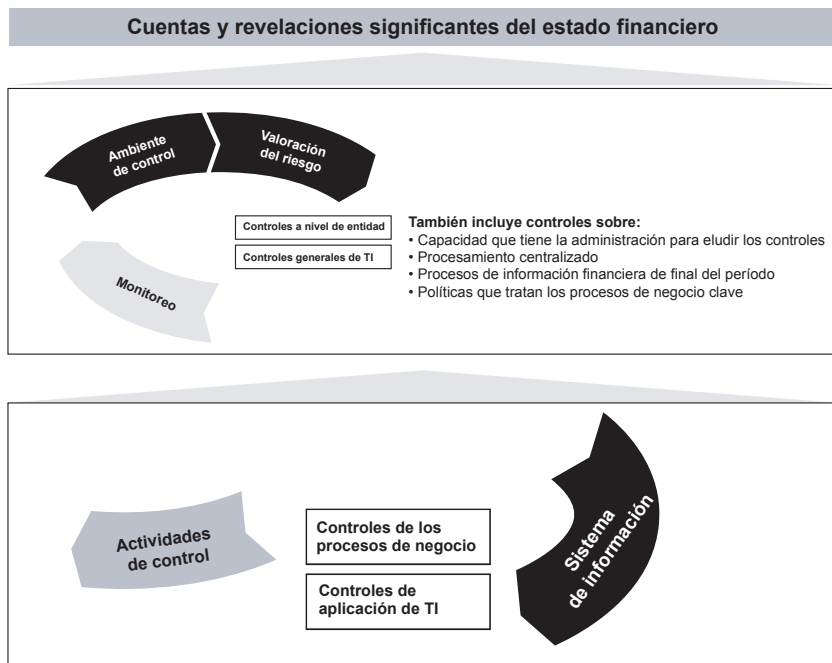 Cuentas y revelaciones significantes del estado financiero
Ambiente
de control
Valoración
del riesgo
Monitoreo
Controles a nivel de entidad
Controles generales de TI
También incluye controles sobre:
• Capacidad que tiene la administración para eludir los controles
• Procesamiento centralizado
• Procesos de información financiera de final del período
• Políticas que tratan los procesos de negocio clave
Actividades
de control
Controles de los
procesos de negocio
Controles de
aplicación de TI
Sistema
de información